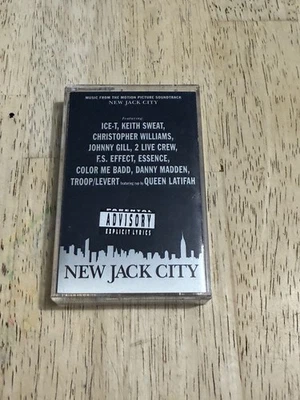 MUSIC FROM THE MOTION PICTURE SOUNDTRACK
NEW JACK CITY
Featuring
ICE-T, KEITH SWEAT,
CHRISTOPHER WILLIAMS,
JOHNNY GILL, 2 LIVE CREW,
F.S. EFFECT, ESSENCE,
COLOR ME BADD, DANNY MADDEN,
TROOP/LEVERT featuring rap by QUEEN LATIFAH
PARENTAL
ADVISORY
EXPLICIT LYRICS
NEW JACK CITY